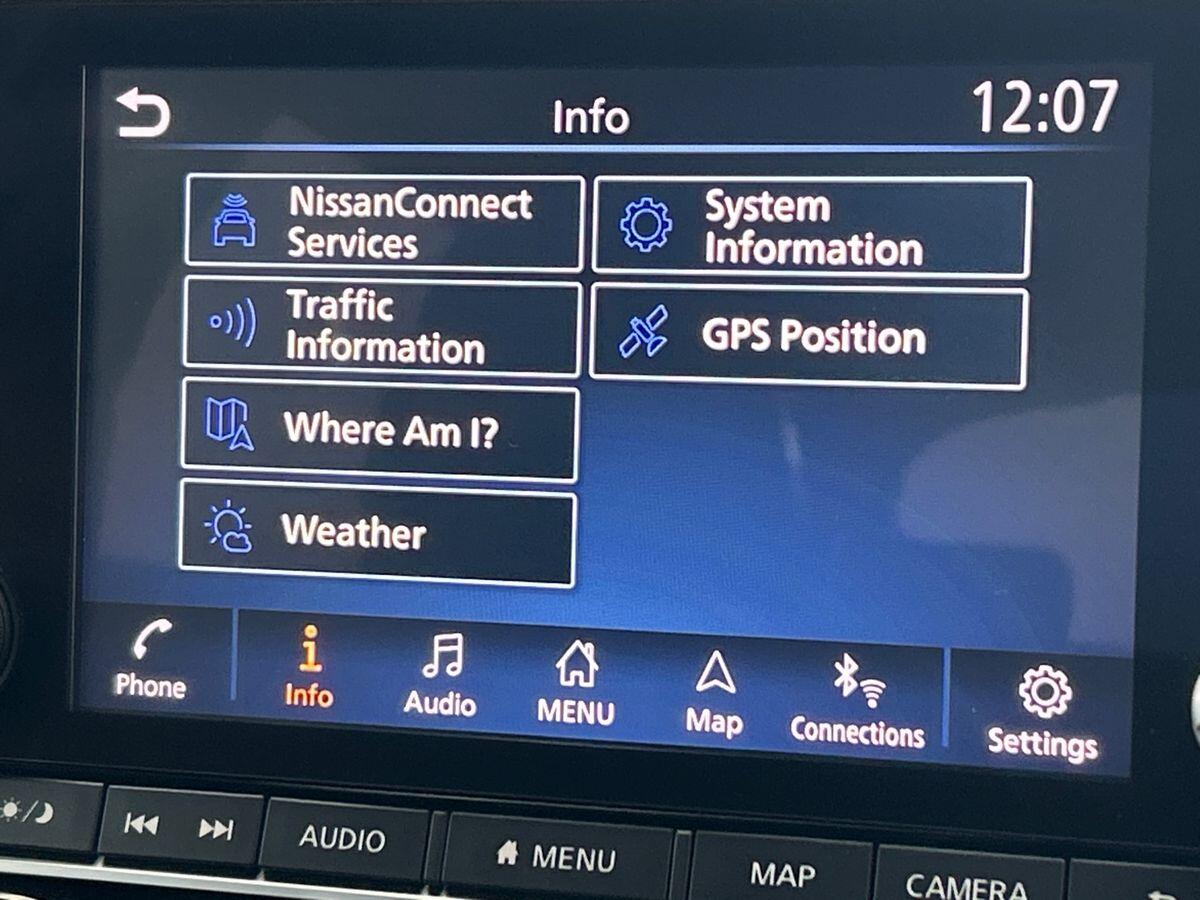 Info
12:07
NissanConnect
Services
System
Information
Traffic
Information
GPS Position
Where Am I?
Weather
Phone
Info
Audio
MENU
Map
Connections
Settings
AUDIO
MENU
MAP
CAMERA